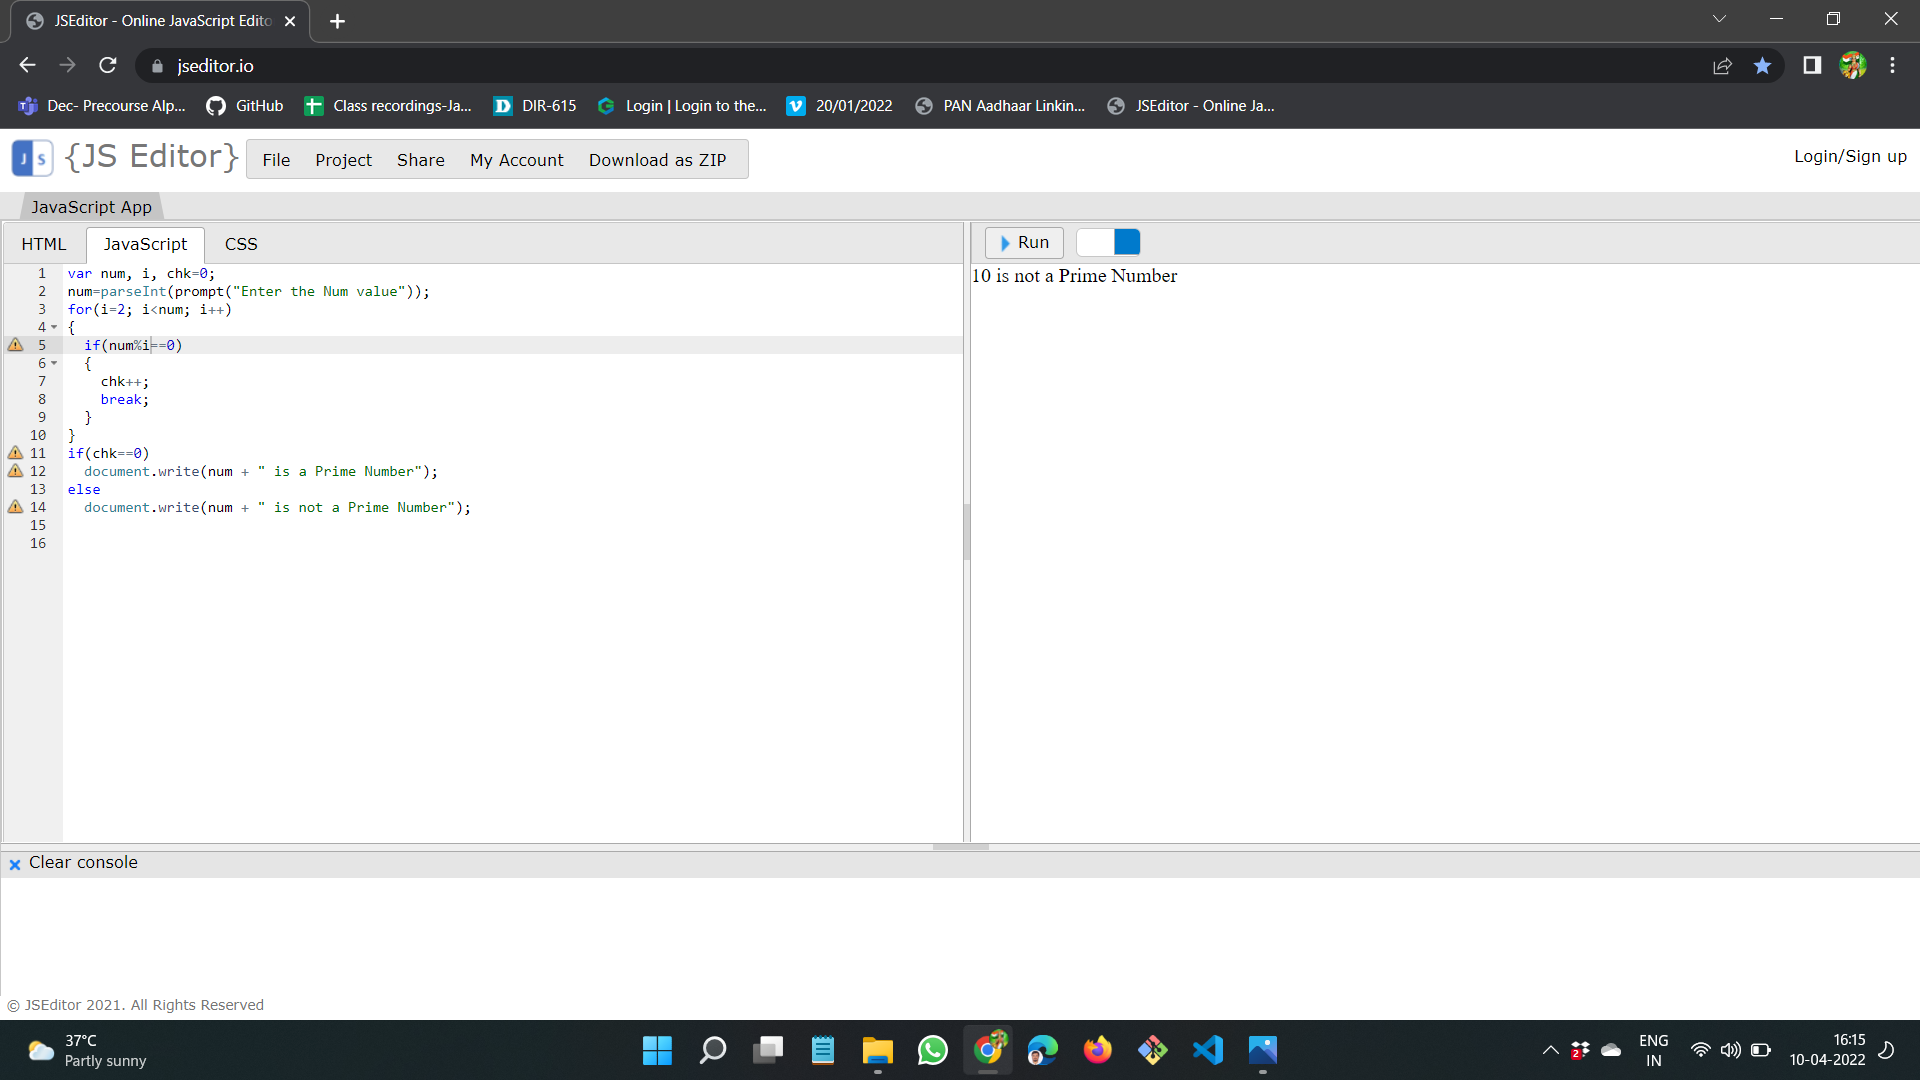 JSEditor - Online JavaScript Edito
jseditor.io
Dec- Precourse Alp... GitHub Class recordings-Ja... DIR-615 Login | Login to the... 20/01/2022 PAN Aadhaar Linkin... JSEditor - Online Ja...
J S {JS Editor} File Project Share My Account Download as ZIP Login/Sign up
JavaScript App
HTML JavaScript CSS Run
1 var num, i, chk=0;
2 num=parseInt(prompt("Enter the Num value"));
3 for(i=2; i<num; i++)
4 {
5 if(num%i==0)
6 {
7 chk++;
8 break;
9 }
10 }
11 if(chk==0)
12 document.write(num + " is a Prime Number");
13 else
14 document.write(num + " is not a Prime Number");
15
16
10 is not a Prime Number
Clear console
© JSEditor 2021. All Rights Reserved
37°C
Partly sunny
2
ENG
IN
16:15
10-04-2022